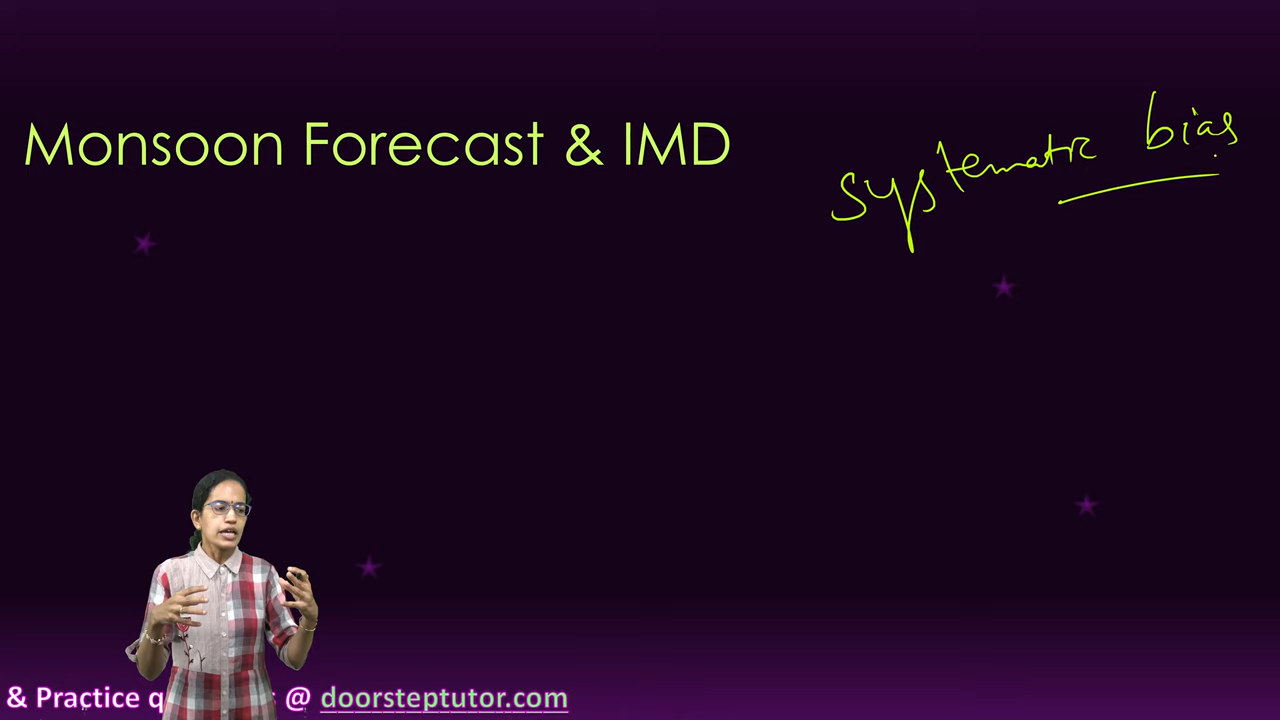 Monsoon Forecast & IMD
systematic bias
& Practice q @ doorsteptutor.com